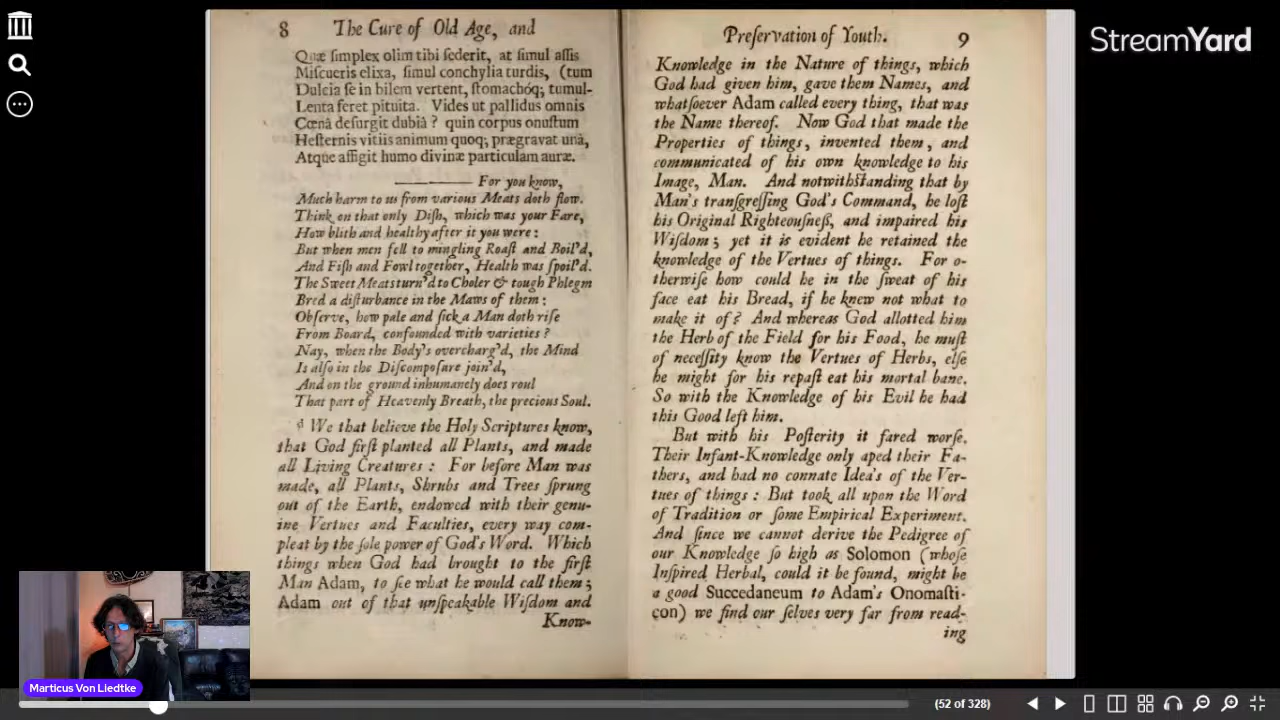 8 The Cure of Old Age, and
Quæ ſimplex olim tibi ſederit, at ſimul aſſis
Miſcueris elixa, ſimul conchylia turdis, (tum
Dulcia ſe in bilem vertent, ſtomachóq; tumul-
Lenta feret pituita. Vides ut pallidus omnis
Cœnâ deſurgit dubiâ ? quin corpus onuſtum
Heſternis vitiis animum quoq; prægravat unà,
Atque affigit humo divinæ particulam auræ.
For you know,
Much harm to us from various Meats doth flow.
Think on that only Diſh, which was your Fare,
How blith and healthy after it you were :
But when men fell to mingling Roaſt and Boil'd,
And Fiſh and Fowl together, Health was ſpoil'd.
The Sweet Meats turn'd to Choler & tough Phlegm
Bred a diſturbance in the Maws of them :
Obſerve, how pale and ſick a Man doth riſe
From Board, confounded with varieties ?
Nay, when the Body's overcharg'd, the Mind
Is alſo in the Diſcompoſure join'd,
And on the ground inhumanely does roul
That part of Heavenly Breath, the precious Soul.
We that believe the Holy Scriptures know,
that God firſt planted all Plants, and made
all Living Creatures : For before Man was
made, all Plants, Shrubs and Trees ſprung
out of the Earth, endowed with their genu-
ine Vertues and Faculties, every way com-
pleat by the ſole power of God's Word. Which
things when God had brought to the firſt
Man Adam, to ſee what he would call them ;
Adam out of that unſpeakable Wiſdom and
Know-
Preſervation of Youth. 9
Knowledge in the Nature of things, which
God had given him, gave them Names, and
whatſoever Adam called every thing, that was
the Name thereof. Now God that made the
Properties of things, invented them, and
communicated of his own knowledge to his
Image, Man. And notwithſtanding that by
Man's tranſgreſſing God's Command, he loſt
his Original Righteouſneſs, and impaired his
Wiſdom ; yet it is evident he retained the
knowledge of the Vertues of things. For o-
therwiſe how could he in the ſweat of his
face eat his Bread, if he knew not what to
make it of ? And whereas God allotted him
the Herb of the Field for his Food, he muſt
of neceſſity know the Vertues of Herbs, elſe
he might for his repaſt eat his mortal bane.
So with the Knowledge of his Evil he had
this Good left him.
But with his Poſterity it fared worſe.
Their Infant-Knowledge only aped their Fa-
thers, and had no connate Idea's of the Ver-
tues of things : But took all upon the Word
of Tradition or ſome Empirical Experiment.
And ſince we cannot derive the Pedigree of
our Knowledge ſo high as Solomon (whoſe
Inſpired Herbal, could it be found, might be
a good Succedaneum to Adam's Onomaſti-
con) we find our ſelves very far from read-
ing
StreamYard
Marticus Von Liedtke
(52 of 328)